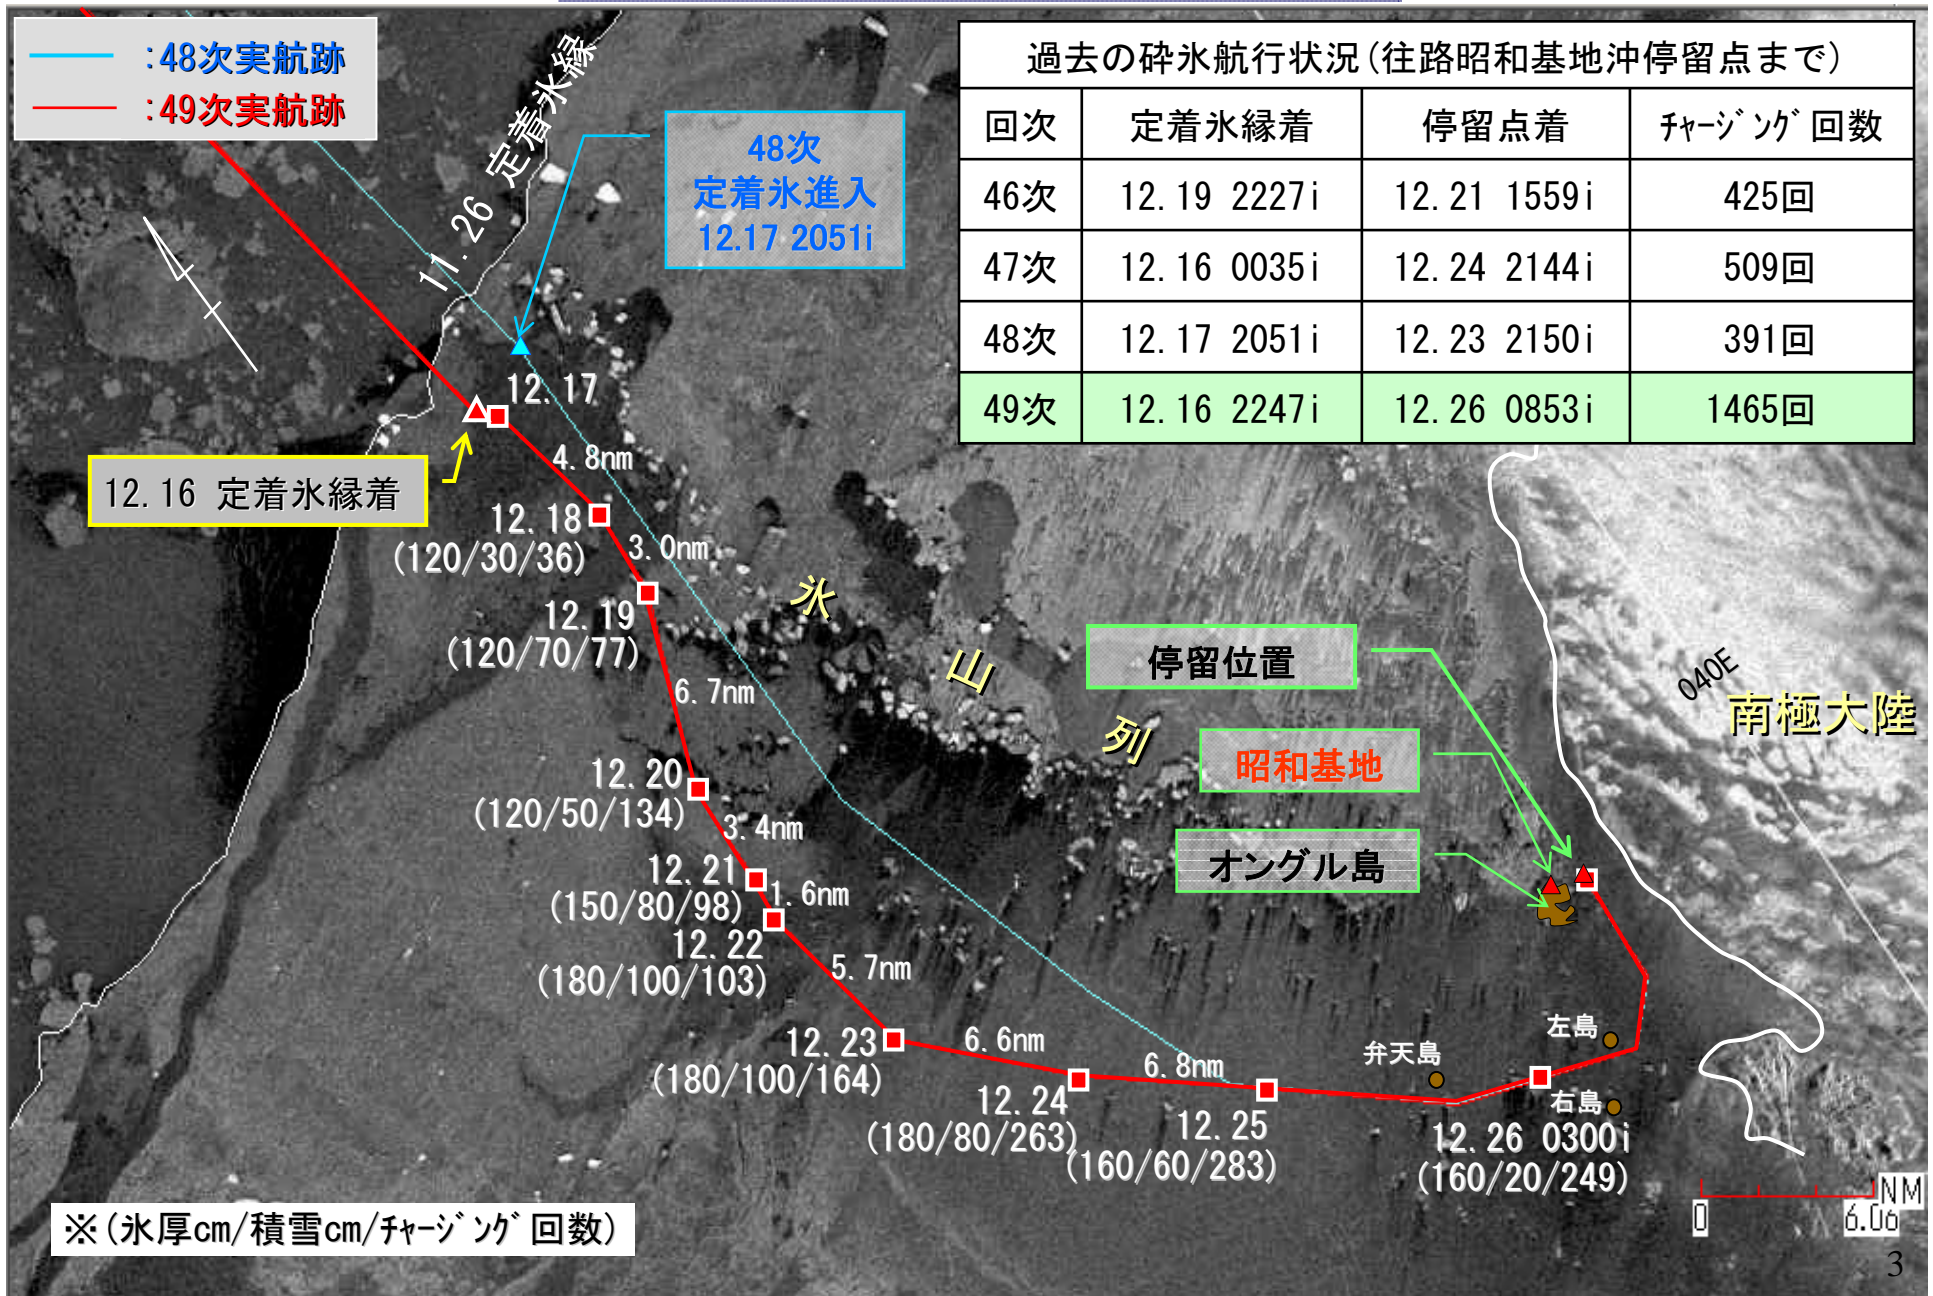 :48次実航跡
:49次実航跡
11.26 定着氷縁
48次
定着氷進入
12.17 2051i
過去の砕氷航行状況(往路昭和基地沖停留点まで)
回次 定着氷縁着 停留点着 ﾁｬｰｼﾞﾝｸﾞ回数
46次 12.19 2227i 12.21 1559i 425回
47次 12.16 0035i 12.24 2144i 509回
48次 12.17 2051i 12.23 2150i 391回
49次 12.16 2247i 12.26 0853i 1465回
12.17
4.8nm
12.16 定着氷縁着
12.18
(120/30/36)
3.0nm
12.19
(120/70/77)
6.7nm
氷山列
停留位置
040E
南極大陸
昭和基地
12.20
(120/50/134)
3.4nm
オングル島
12.21
(150/80/98)
1.6nm
12.22
(180/100/103)
5.7nm
12.23
(180/100/164)
6.6nm
12.24
(180/80/263)
6.8nm
12.25
(160/60/283)
弁天島
左島
右島
12.26 0300i
(160/20/249)
NM
0 6.06
※(氷厚cm/積雪cm/ﾁｬｰｼﾞﾝｸﾞ回数)
3